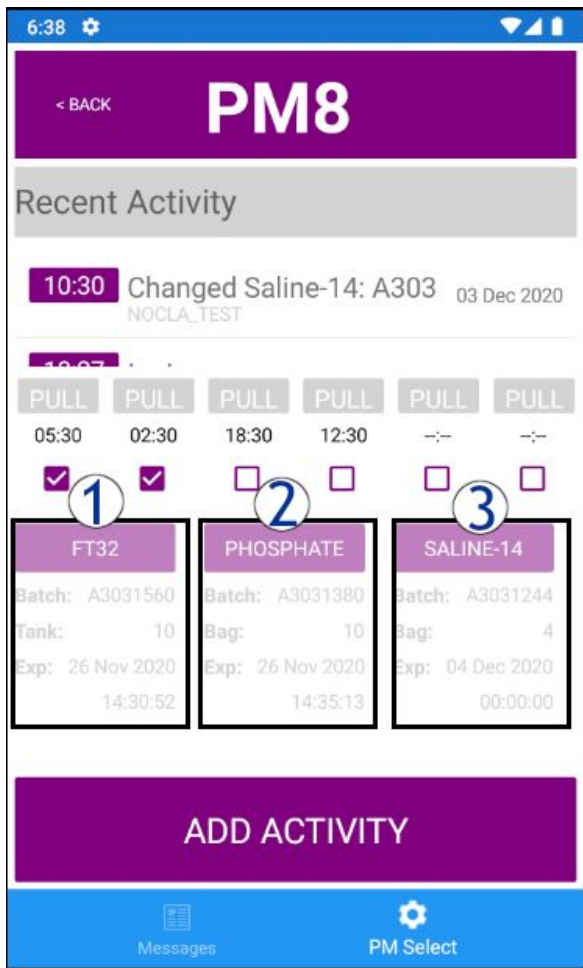 6:38
< BACK
PM8
Recent Activity
10:30 Changed Saline-14: A303 03 Dec 2020
NOCLA_TEST
PULL PULL PULL PULL PULL PULL
05:30 02:30 18:30 12:30 --:-- --:--
1 2 3
FT32 PHOSPHATE SALINE-14
Batch: A3031560 Batch: A3031380 Batch: A3031244
Tank: 10 Bag: 10 Bag: 4
Exp: 26 Nov 2020 Exp: 26 Nov 2020 Exp: 04 Dec 2020
14:30:52 14:35:13 00:00:00
ADD ACTIVITY
Messages PM Select